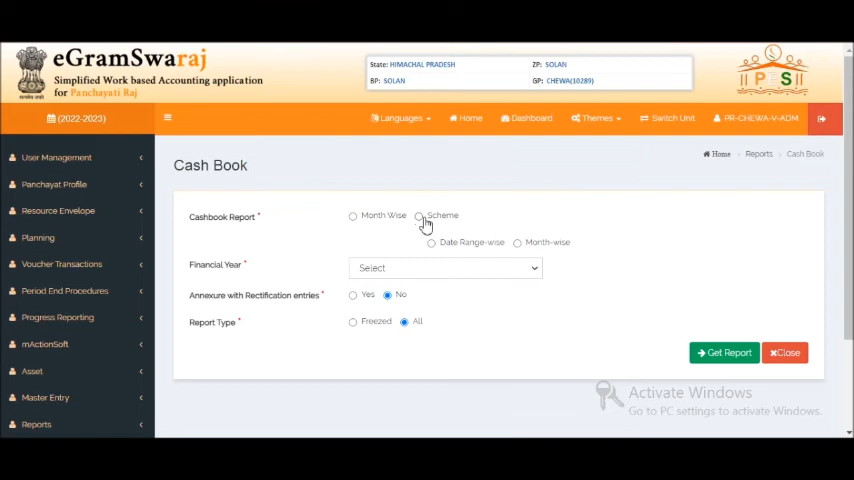 eGramSwaraj
Simplified Work based Accounting application
for Panchayati Raj
State: HIMACHAL PRADESH ZP: SOLAN
BP: SOLAN GP: CHEWA(10289)
PES
(2022-2023) Languages Home Dashboard Themes Switch Unit PR-CHEWA-V-ADM
User Management
Panchayat Profile
Resource Envelope
Planning
Voucher Transactions
Period End Procedures
Progress Reporting
mActionSoft
Asset
Master Entry
Reports
Cash Book
Home Reports Cash Book
Cashbook Report * Month Wise Scheme
Date Range-wise Month-wise
Financial Year * Select
Annexure with Rectification entries * Yes No
Report Type * Freezed All
Get Report Close
Activate Windows
Go to PC settings to activate Windows.